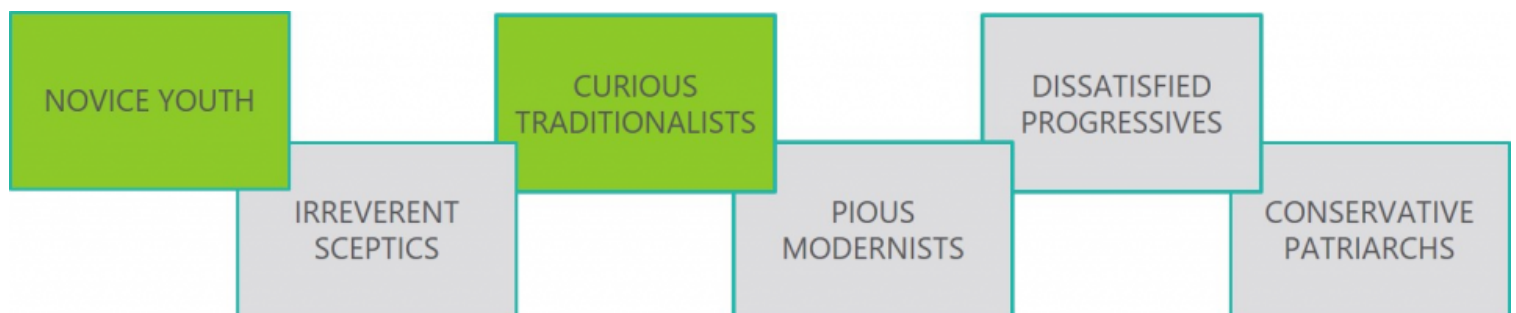 NOVICE YOUTH
IRREVERENT
SCEPTICS
CURIOUS
TRADITIONALISTS
PIOUS
MODERNISTS
DISSATISFIED
PROGRESSIVES
CONSERVATIVE
PATRIARCHS